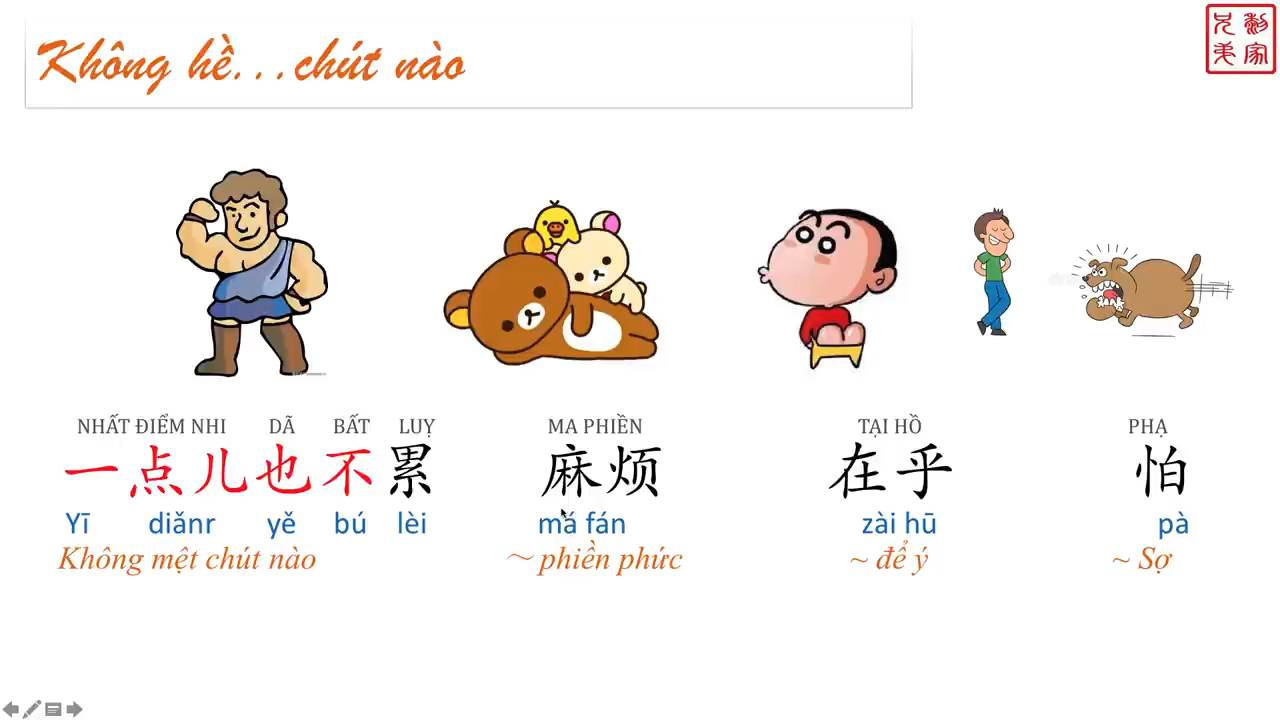 Không hề...chút nào
NHẤT ĐIỂM NHI DÃ BẤT LUỴ MA PHIỀN TẠI HỒ PHẠ
一点儿也不累 麻烦 在乎 怕
Yī diǎnr yě bú lèi má fán zài hū pà
Không mệt chút nào ~ phiền phức ~ để ý ~ Sợ